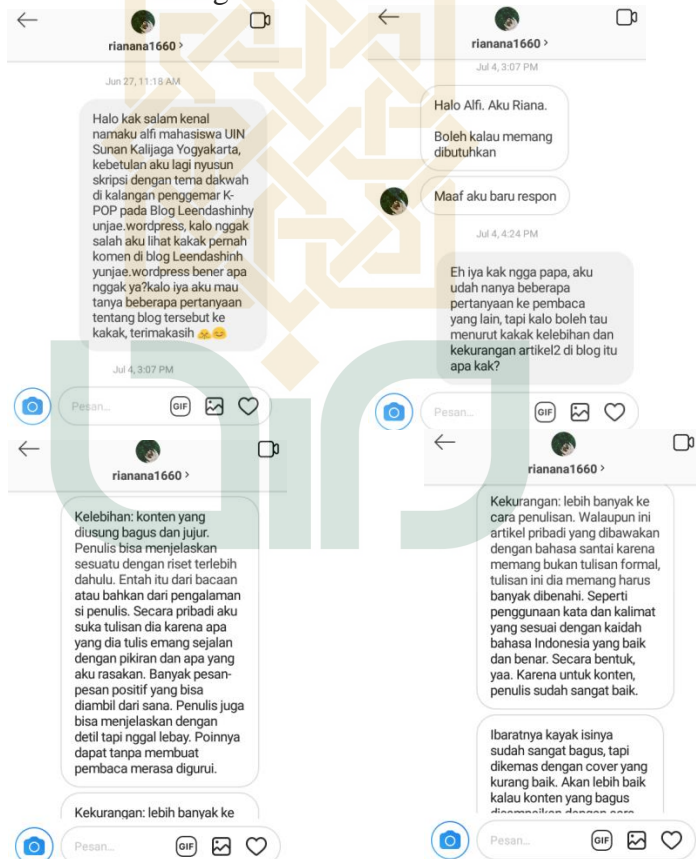 rianana1660 >
Jun 27, 11:18 AM
Halo kak salam kenal
namaku alfi mahasiswa UIN
Sunan Kalijaga Yogyakarta,
kebetulan aku lagi nyusun
skripsi dengan tema dakwah
di kalangan penggemar K-
POP pada Blog Leendashinhy
unjae.wordpress, kalo nggak
salah aku lihat kakak pernah
komen di blog Leendashinh
yunjae.wordpress bener apa
nggak ya?kalo iya aku mau
tanya beberapa pertanyaan
tentang blog tersebut ke
kakak, terimakasih 🤗😊
Jul 4, 3:07 PM
Pesan...
GIF
rianana1660 >
Jul 4, 3:07 PM
Halo Alfi. Aku Riana.
Boleh kalau memang
dibutuhkan
Maaf aku baru respon
Jul 4, 4:24 PM
Eh iya kak ngga papa, aku
udah nanya beberapa
pertanyaan ke pembaca
yang lain, tapi kalo boleh tau
menurut kakak kelebihan dan
kekurangan artikel2 di blog itu
apa kak?
Pesan...
GIF
rianana1660 >
Kelebihan: konten yang
diusung bagus dan jujur.
Penulis bisa menjelaskan
sesuatu dengan riset terlebih
dahulu. Entah itu dari bacaan
atau bahkan dari pengalaman
si penulis. Secara pribadi aku
suka tulisan dia karena apa
yang dia tulis emang sejalan
dengan pikiran dan apa yang
aku rasakan. Banyak pesan-
pesan positif yang bisa
diambil dari sana. Penulis juga
bisa menjelaskan dengan
detil tapi nggal lebay. Poinnya
dapat tanpa membuat
pembaca merasa digurui.
Kekurangan: lebih banyak ke
Pesan...
GIF
rianana1660 >
Kekurangan: lebih banyak ke
cara penulisan. Walaupun ini
artikel pribadi yang dibawakan
dengan bahasa santai karena
memang bukan tulisan formal,
tulisan ini dia memang harus
banyak dibenahi. Seperti
penggunaan kata dan kalimat
yang sesuai dengan kaidah
bahasa Indonesia yang baik
dan benar. Secara bentuk,
yaa. Karena untuk konten,
penulis sudah sangat baik.
Ibaratnya kayak isinya
sudah sangat bagus, tapi
dikemas dengan cover yang
kurang baik. Akan lebih baik
kalau konten yang bagus
disampaikan dengan cara
Pesan...
GIF